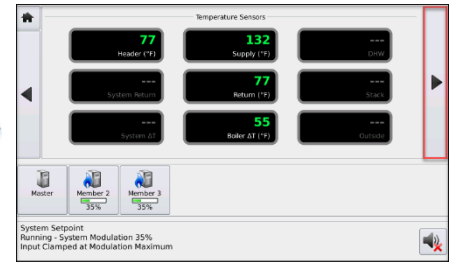 Temperature Sensors
77
Header (°F)
132
Supply (°F)
---
DHW
---
System Return
77
Return (°F)
---
Stack
---
System ΔT
55
Boiler ΔT (°F)
---
Outside
Master
Member 2
35%
Member 3
35%
System Setpoint
Running - System Modulation 35%
Input Clamped at Modulation Maximum